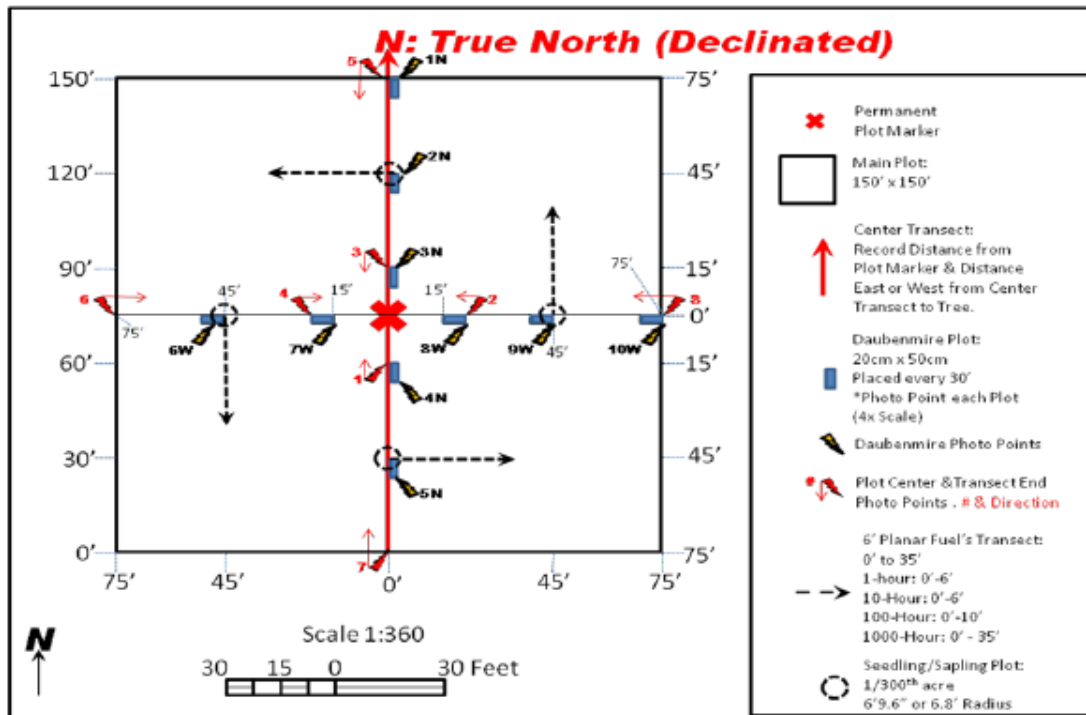 N: True North (Declinated)
5
1N
150’
75’
2N
120’
45’
3
3N
90’
15’
75’
6
45’
4
15’
15’
2
8
0’
75’
6W
7W
8W
9W
45’
10W
60’
1
15’
4N
30’
45’
5N
0’
7
75’
75’
45’
0’
45’
75’
Scale 1:360
N
30 15 0 30 Feet
Permanent
Plot Marker
Main Plot:
150’ x 150’
Center Transect:
Record Distance from
Plot Marker & Distance
East or West from Center
Transect to Tree.
Daubenmire Plot:
20cm x 50cm
Placed every 30’
*Photo Point each Plot
(4x Scale)
Daubenmire Photo Points
#
Plot Center &Transect End
Photo Points . # & Direction
6’ Planar Fuel’s Transect:
0’ to 35’
1-hour: 0’-6’
10-Hour: 0’-6’
100-Hour: 0’-10’
1000-Hour: 0’ - 35’
Seedling/Sapling Plot:
1/300th acre
6’9.6” or 6.8’ Radius